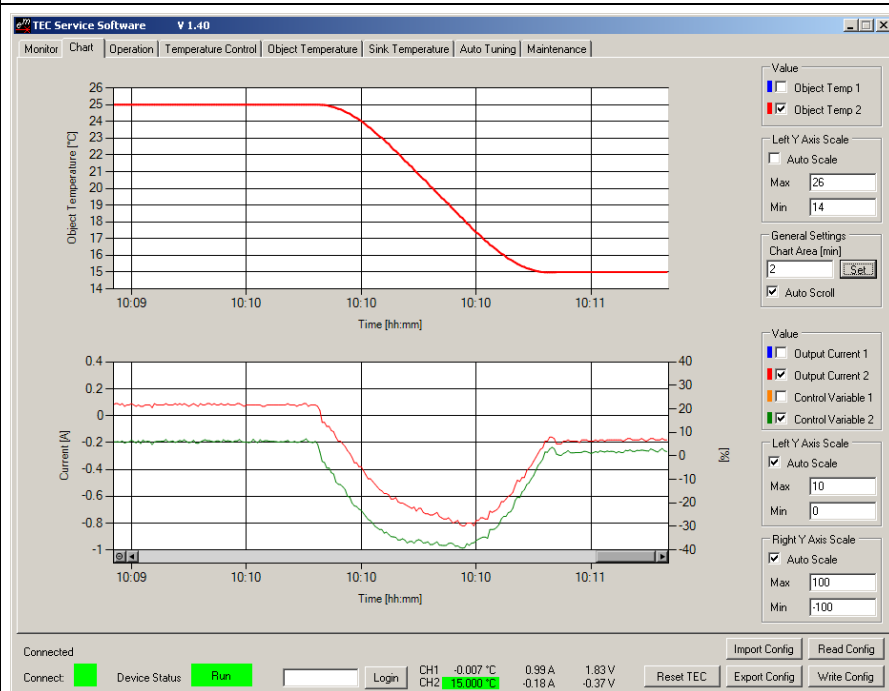 TEC Service Software V 1.40
Monitor Chart Operation Temperature Control Object Temperature Sink Temperature Auto Tuning Maintenance
Object Temperature [°C]
26
25
24
23
22
21
20
19
18
17
16
15
14
10:09 10:10 10:10 10:10 10:11
Time [hh:mm]
Value
Object Temp 1
Object Temp 2
Left Y Axis Scale
Auto Scale
Max 26
Min 14
General Settings
Chart Area [min]
2 Set
Auto Scroll
Current [A]
0.4
0.2
0
-0.2
-0.4
-0.6
-0.8
-1
40
30
20
10
0
-10
-20
-30
-40
[%]
10:09 10:10 10:10 10:10 10:11
Time [hh:mm]
Value
Output Current 1
Output Current 2
Control Variable 1
Control Variable 2
Left Y Axis Scale
Auto Scale
Max 10
Min 0
Right Y Axis Scale
Auto Scale
Max 100
Min -100
Connected
Connect: Device Status Run Login
CH1 -0.007 °C 0.99 A 1.83 V
CH2 15.000 °C -0.18 A -0.37 V
Reset TEC
Import Config Read Config
Export Config Write Config